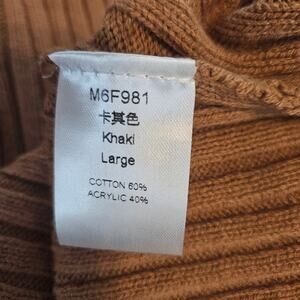 M6F981
卡其色
Khaki
Large
COTTON 60%
ACRYLIC 40%